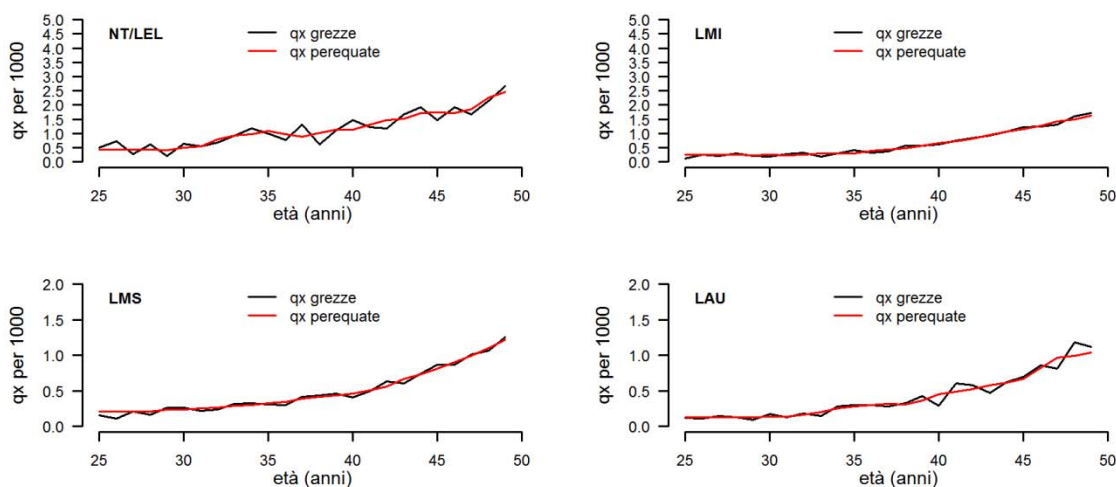 NT/LEL
qx grezze
qx perequate
qx per 1000
5.0
4.5
4.0
3.5
3.0
2.5
2.0
1.5
1.0
0.5
0.0
25 30 35 40 45 50
età (anni)
LMI
qx grezze
qx perequate
qx per 1000
5.0
4.5
4.0
3.5
3.0
2.5
2.0
1.5
1.0
0.5
0.0
25 30 35 40 45 50
età (anni)
LMS
qx grezze
qx perequate
qx per 1000
2.0
1.5
1.0
0.5
0.0
25 30 35 40 45 50
età (anni)
LAU
qx grezze
qx perequate
qx per 1000
2.0
1.5
1.0
0.5
0.0
25 30 35 40 45 50
età (anni)